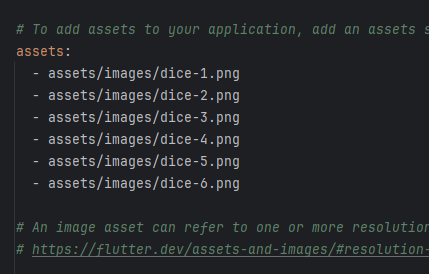 # To add assets to your application, add an assets s
assets:
- assets/images/dice-1.png
- assets/images/dice-2.png
- assets/images/dice-3.png
- assets/images/dice-4.png
- assets/images/dice-5.png
- assets/images/dice-6.png
# An image asset can refer to one or more resolution
# https://flutter.dev/assets-and-images/#resolution-